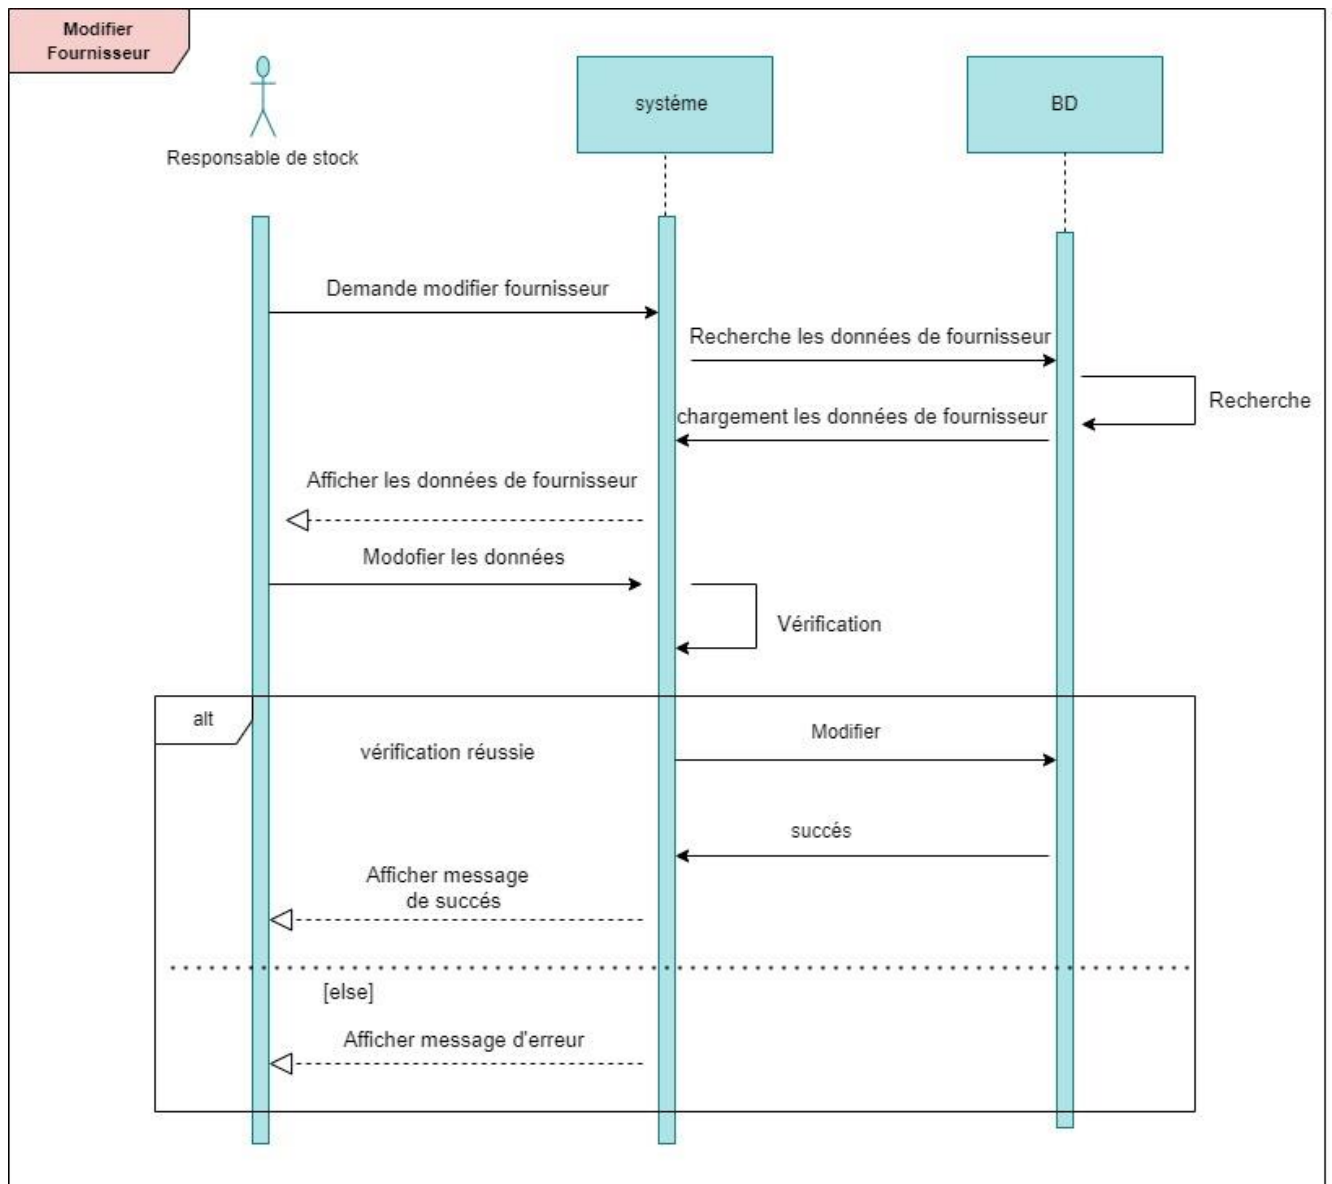 Modifier
Fournisseur
systéme
BD
Responsable de stock
Demande modifier fournisseur
Recherche les données de fournisseur
Recherche
chargement les données de fournisseur
Afficher les données de fournisseur
Modofier les données
Vérification
alt
Modifier
vérification réussie
succés
Afficher message
de succés
[else]
Afficher message d'erreur